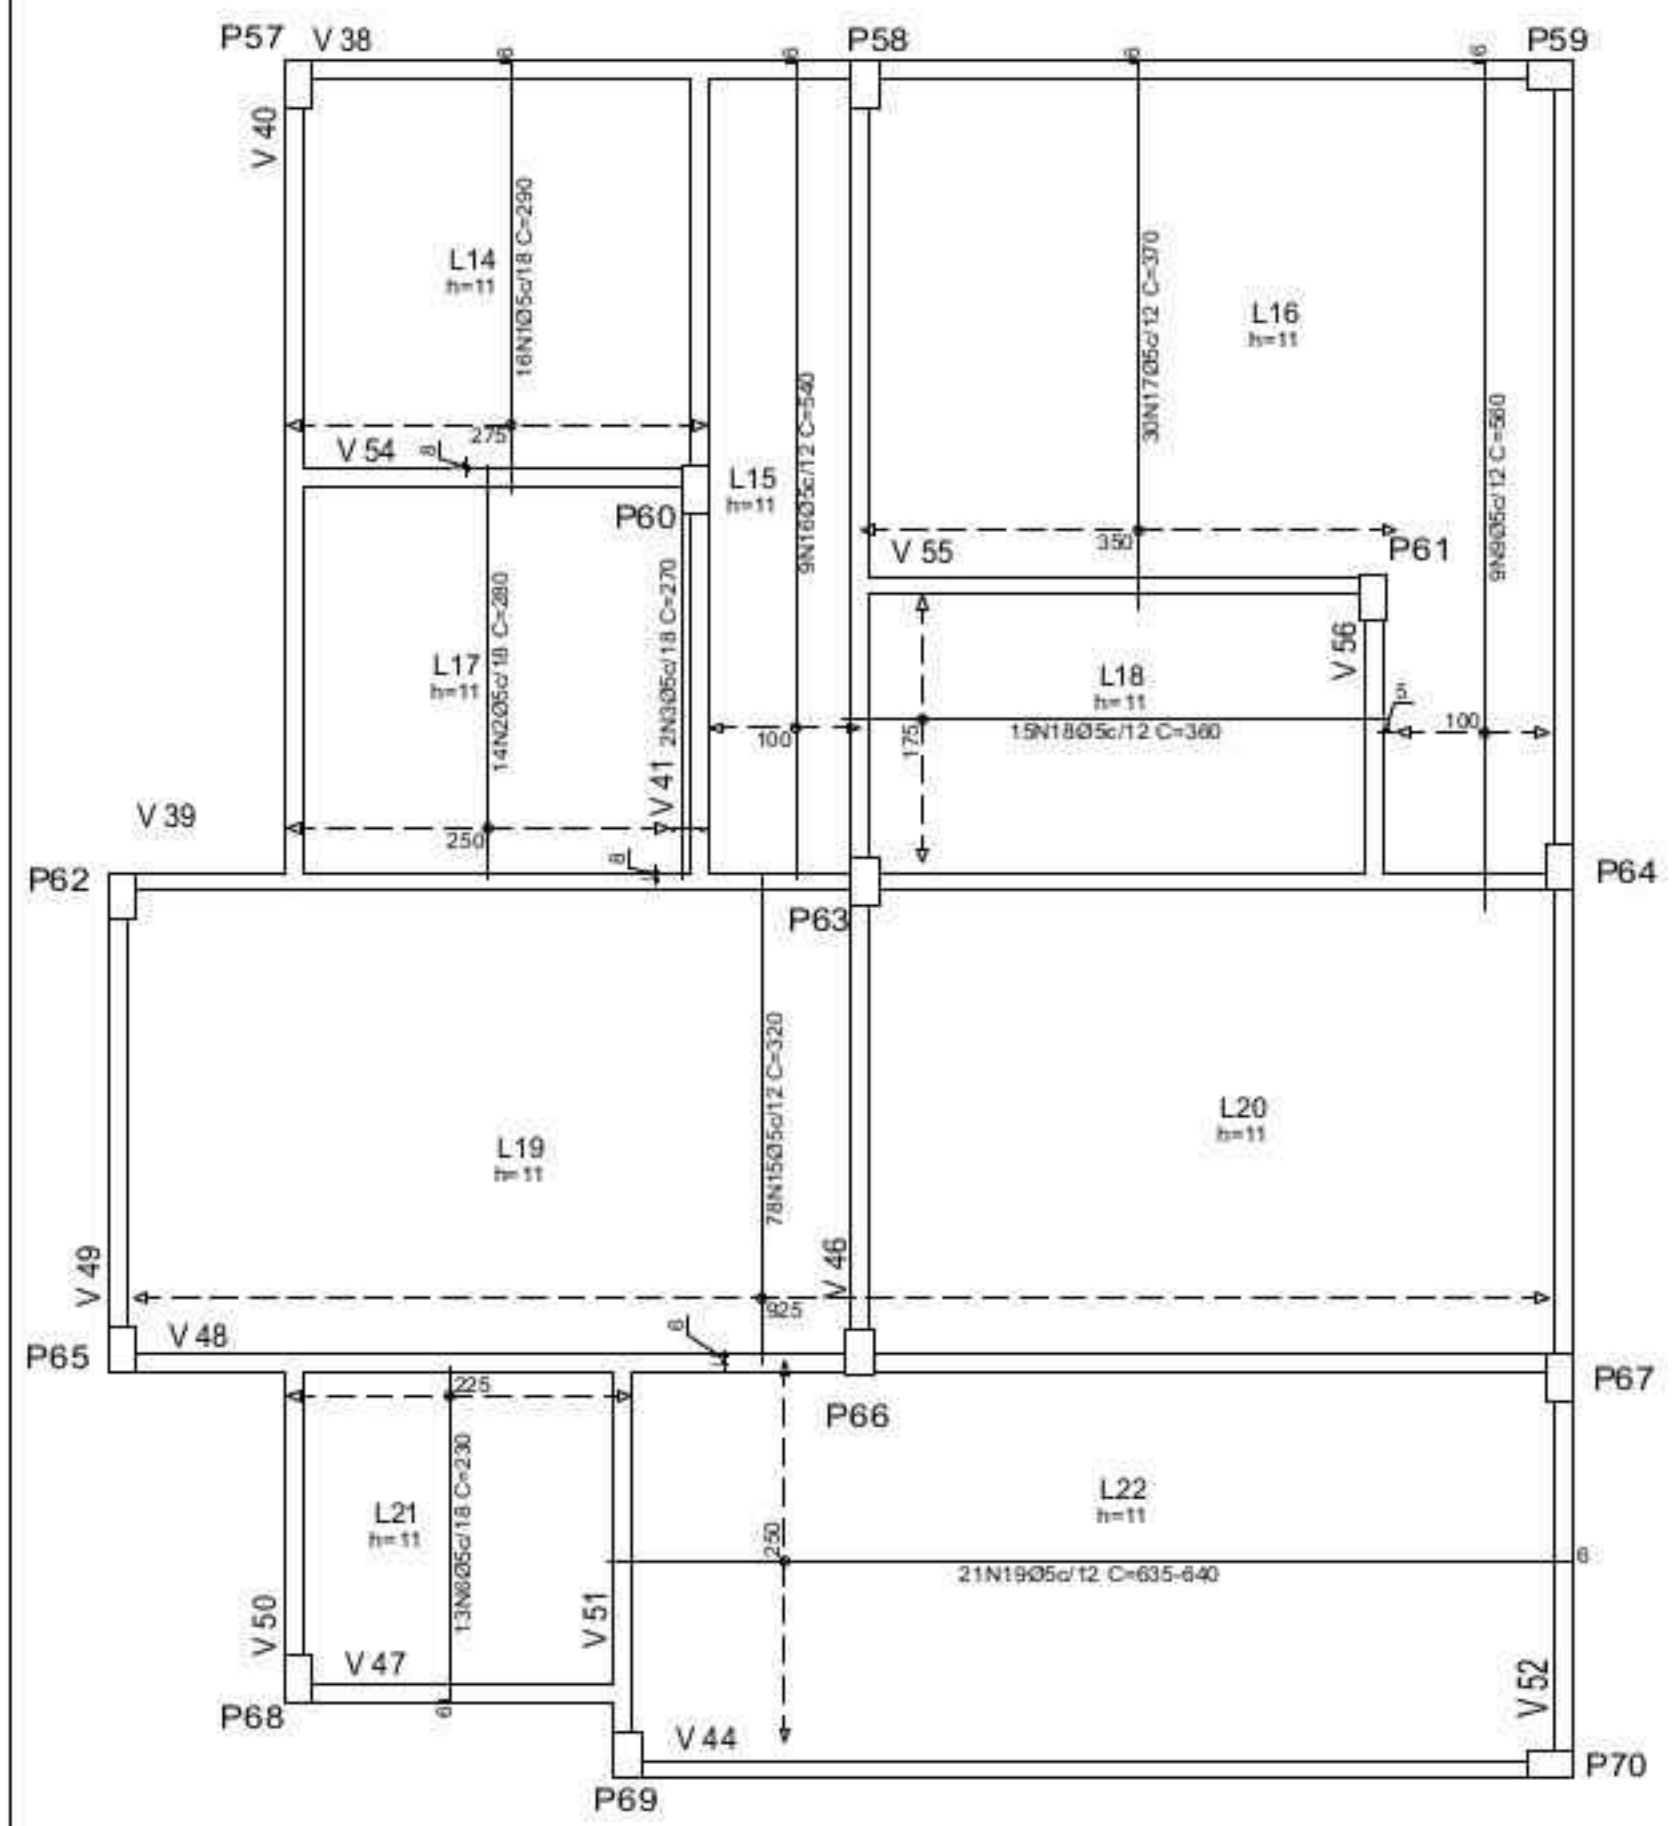 P57
V 38
6
6
P58
6
6
P59
V 40
16N1Ø5c/18 C=290
L14
h=11
L16
h=11
30N17Ø5c/12 C=370
9N16Ø5c/12 C=540
9N9Ø5c/12 C=560
275
V 54
8
L15
h=11
P60
350
V 55
P61
14N2Ø5c/18 C=280
2N3Ø5c/18 C=270
V 41
L17
h=11
V 56
L18
h=11
15N18Ø5c/12 C=360
175
100
5
100
V 39
250
8
P62
P63
P64
78N15Ø5c/12 C=320
L19
h=11
L20
h=11
V 49
V 46
925
6
V 48
P65
P66
P67
225
13N6Ø5c/18 C=230
L21
h=11
L22
h=11
250
21N19Ø5c/12 C=635-640
6
V 50
V 51
V 47
V 52
6
P68
V 44
P69
P70